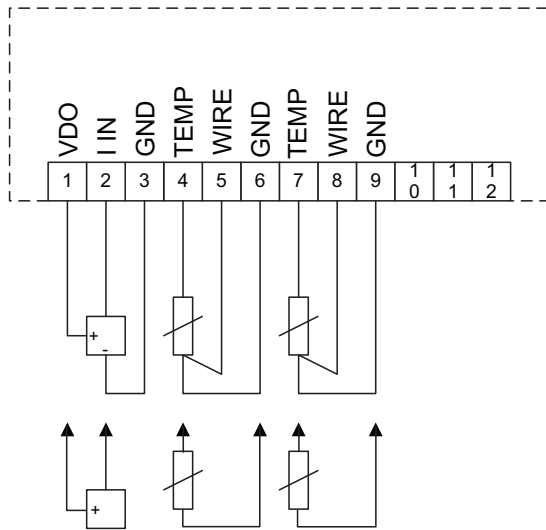 VDO
I IN
GND
TEMP
WIRE
GND
TEMP
WIRE
GND
1 2 3 4 5 6 7 8 9 10 11 12
+
-
+